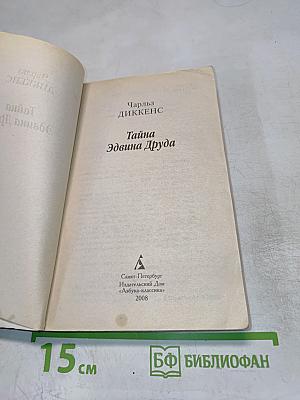 Чарльз
ДИККЕНС
Тайна
Эдвина Друда
Санкт-Петербург
Издательский Дом
«Азбука-классика»
2008
15 см
БФ БИБЛИОФАН